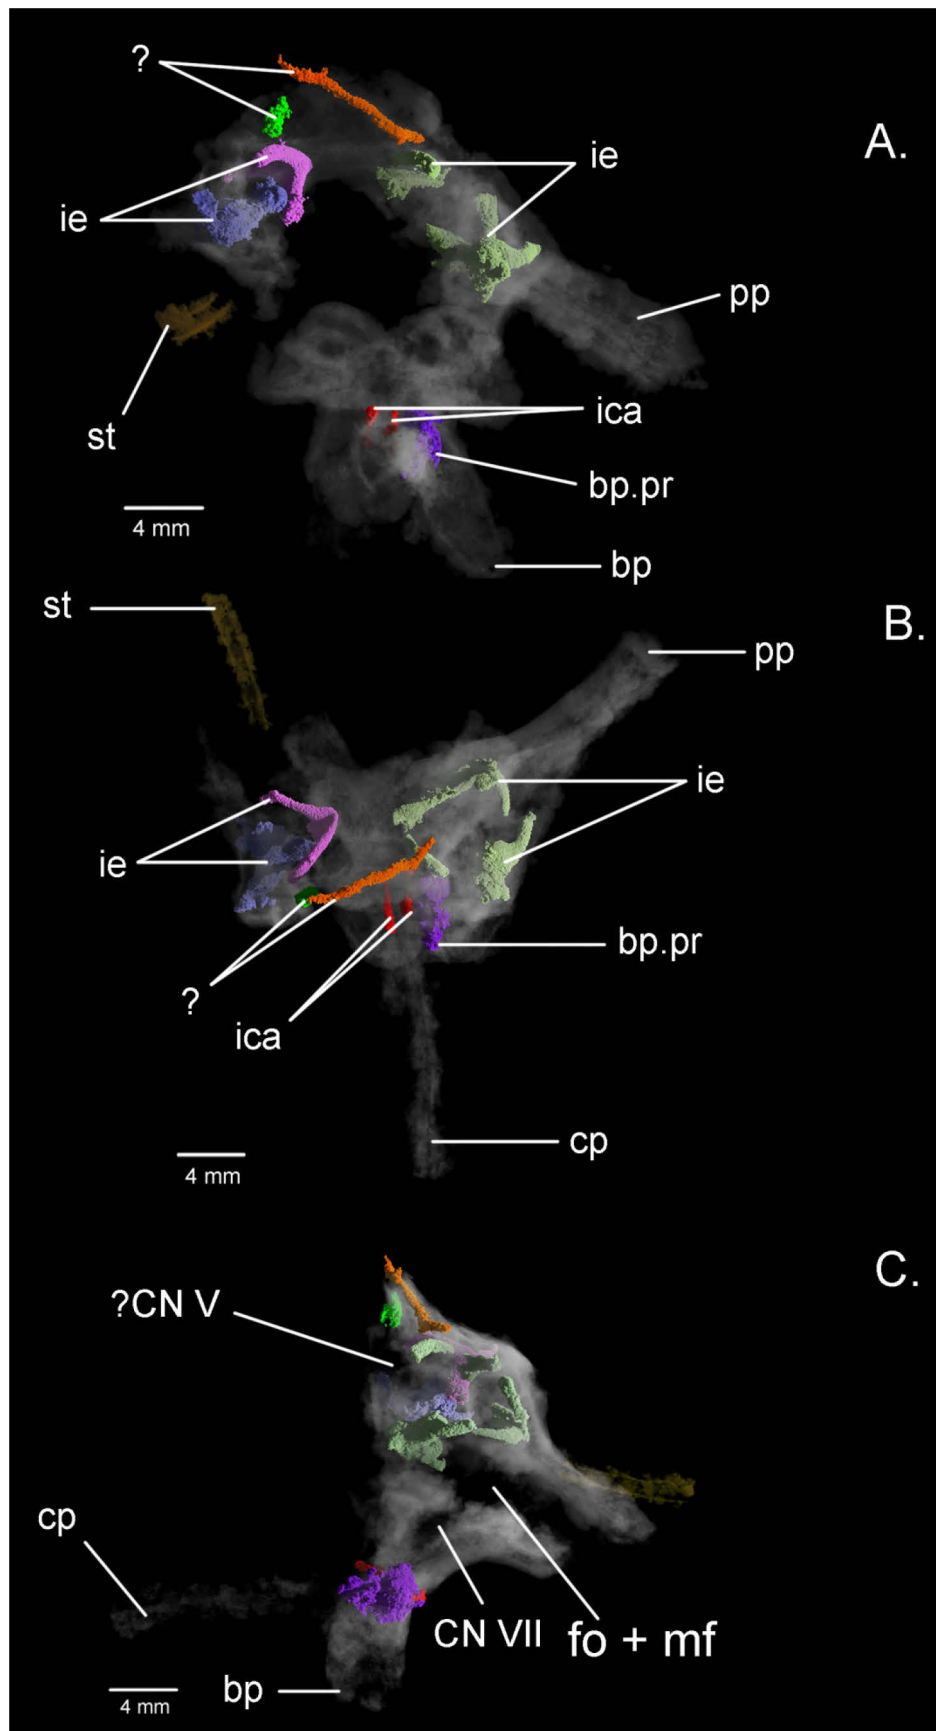 ?
A.
ie
ie
pp
st
ica
bp.pr
4 mm
bp
st
B.
pp
ie
ie
bp.pr
?
ica
cp
4 mm
C.
?CN V
cp
CN VII
fo + mf
bp
4 mm